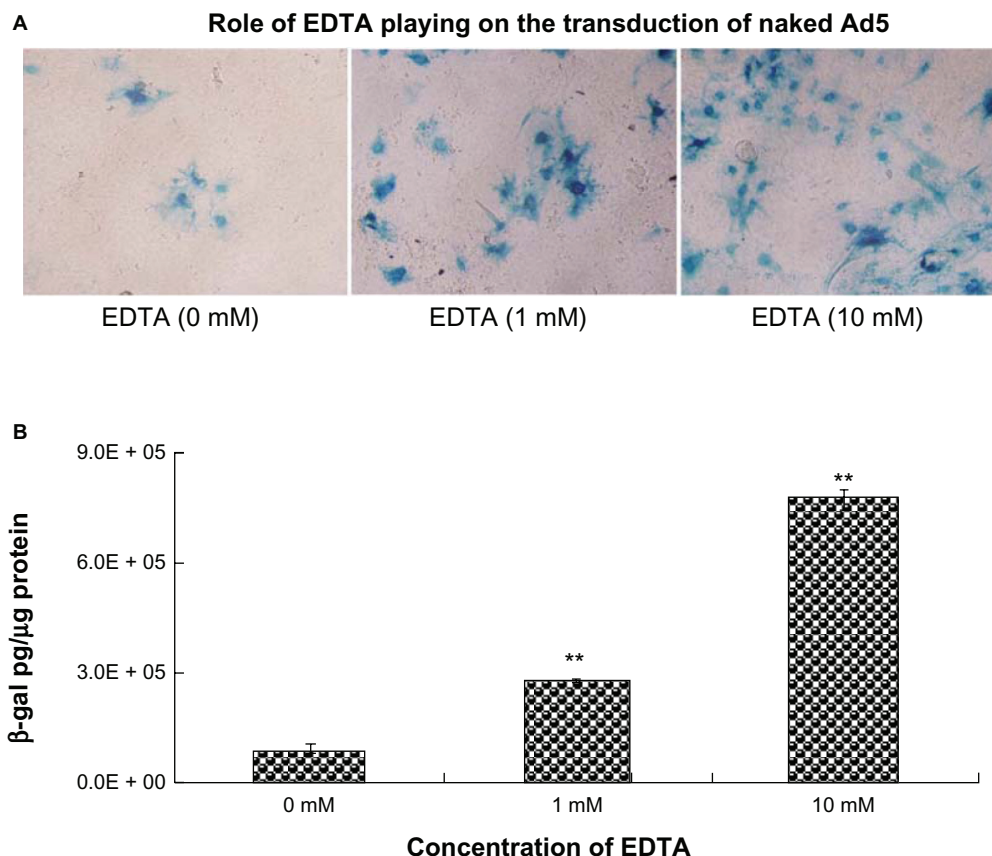 A
Role of EDTA playing on the transduction of naked Ad5
EDTA (0 mM)
EDTA (1 mM)
EDTA (10 mM)
B
9.0E + 05
6.0E + 05
3.0E + 05
0.0E + 00
β-gal pg/μg protein
**
**
0 mM
1 mM
10 mM
Concentration of EDTA